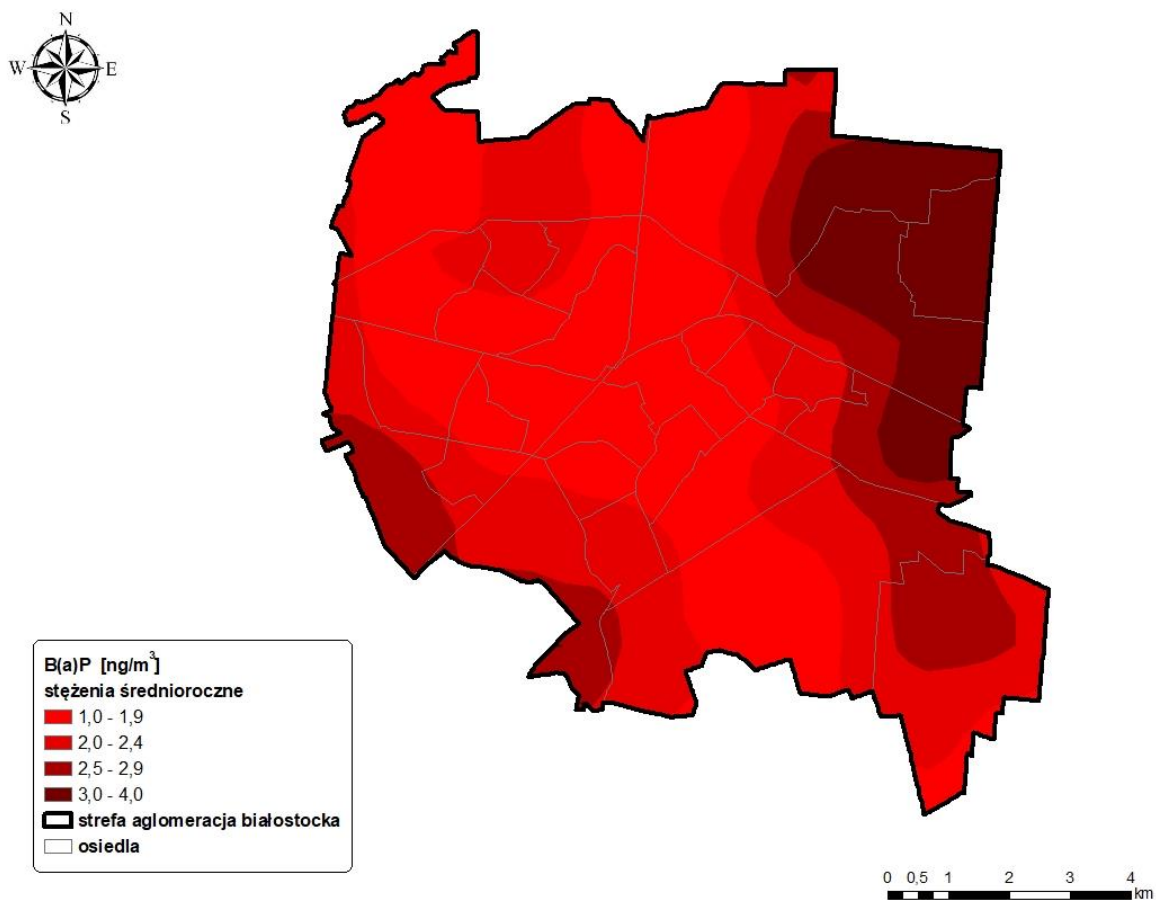 N
W E
S
B(a)P [ng/m³]
stężenia średnioroczne
1,0 - 1,9
2,0 - 2,4
2,5 - 2,9
3,0 - 4,0
strefa aglomeracja białostocka
osiedla
0 0,5 1 2 3 4
km